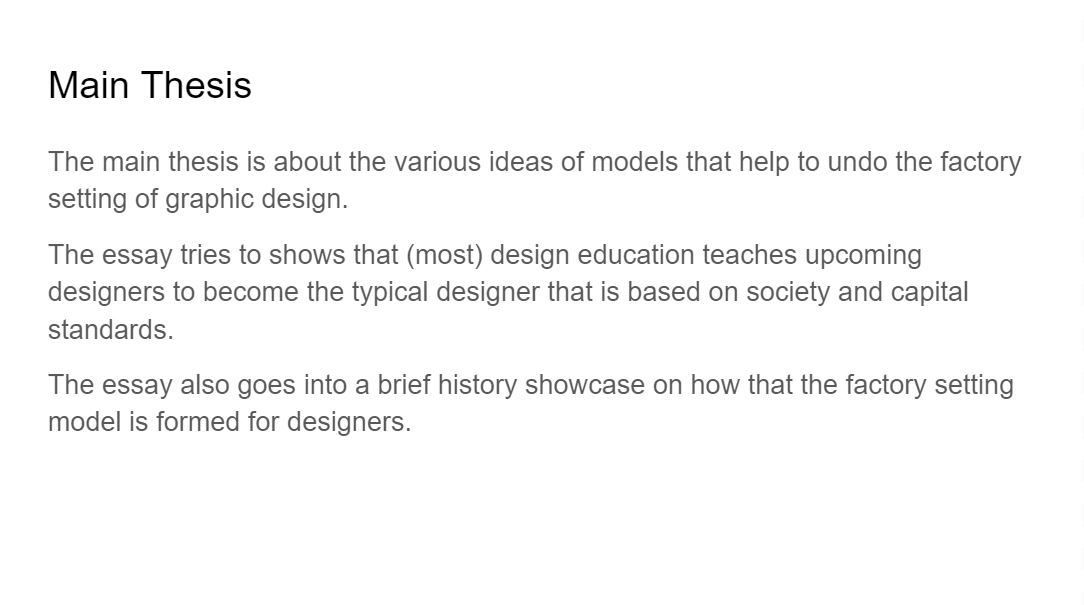 Main Thesis
The main thesis is about the various ideas of models that help to undo the factory
setting of graphic design.
The essay tries to shows that (most) design education teaches upcoming
designers to become the typical designer that is based on society and capital
standards.
The essay also goes into a brief history showcase on how that the factory setting
model is formed for designers.